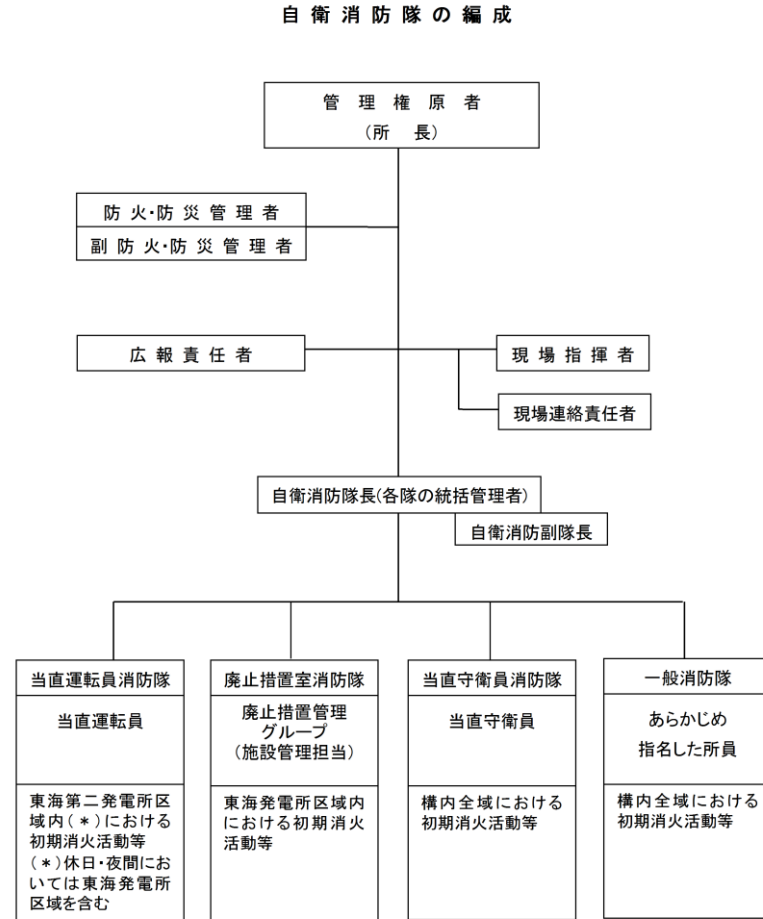 自衛消防隊の編成
管理権原者
(所長)
防火・防災管理者
副防火・防災管理者
広報責任者
現場指揮者
現場連絡責任者
自衛消防隊長(各隊の統括管理者)
自衛消防副隊長
当直運転員消防隊
当直運転員
東海第二発電所区
域内(*)における
初期消火活動等
(*)休日・夜間にお
いては東海発電所
区域を含む
廃止措置室消防隊
廃止措置管理
グループ
(施設管理担当)
東海発電所区域内
における初期消火
活動等
当直守衛員消防隊
当直守衛員
構内全域における
初期消火活動等
一般消防隊
あらかじめ
指名した所員
構内全域における
初期消火活動等